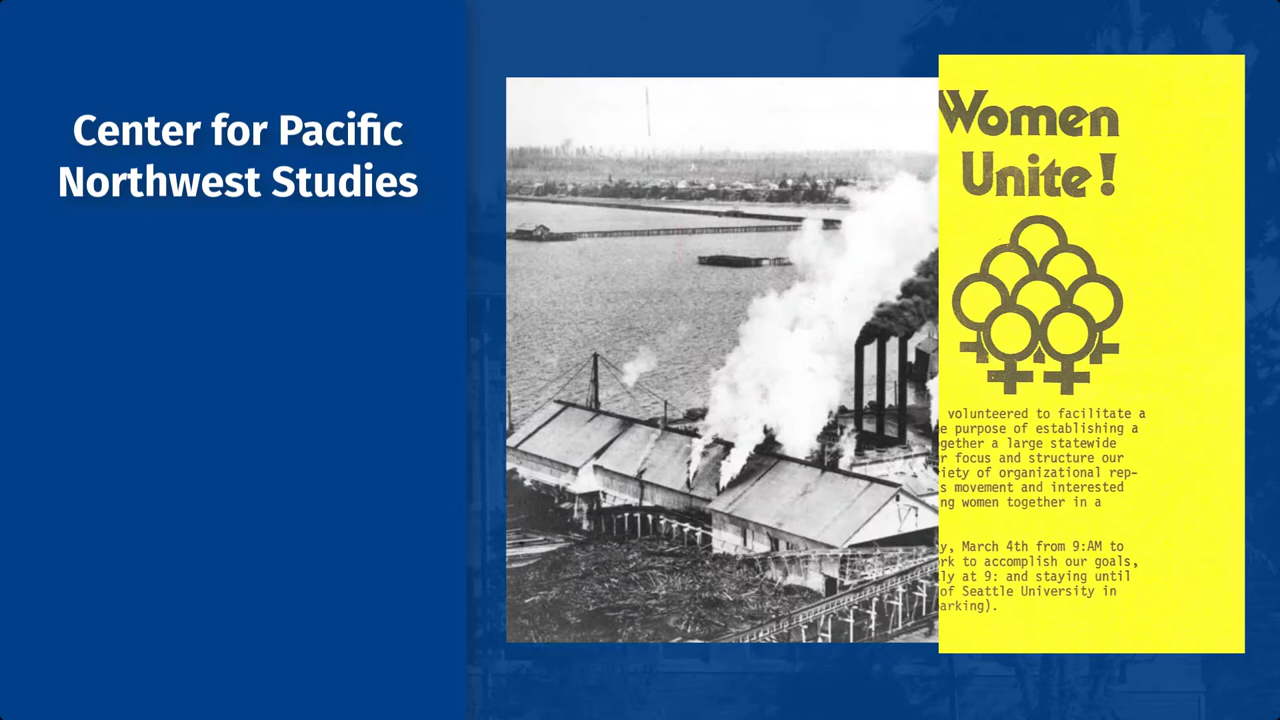 Center for Pacific
Northwest Studies
Women
Unite!
volunteered to facilitate a
e purpose of establishing a
gether a large statewide
r focus and structure our
iety of organizational rep-
s movement and interested
ng women together in a
y, March 4th from 9:AM to
rk to accomplish our goals,
ly at 9: and staying until
of Seattle University in
arking).